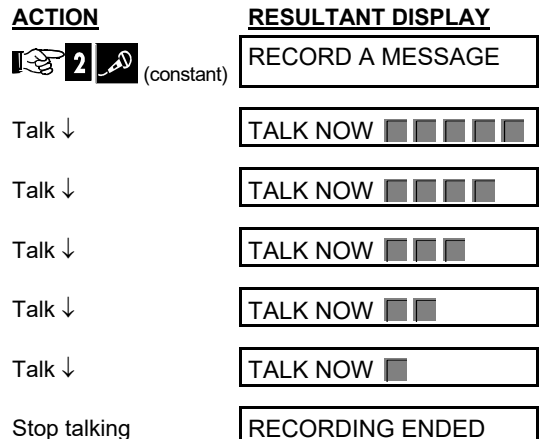 ACTION RESULTANT DISPLAY
2 (constant) RECORD A MESSAGE
Talk ↓ TALK NOW
Talk ↓ TALK NOW
Talk ↓ TALK NOW
Talk ↓ TALK NOW
Talk ↓ TALK NOW
Stop talking RECORDING ENDED